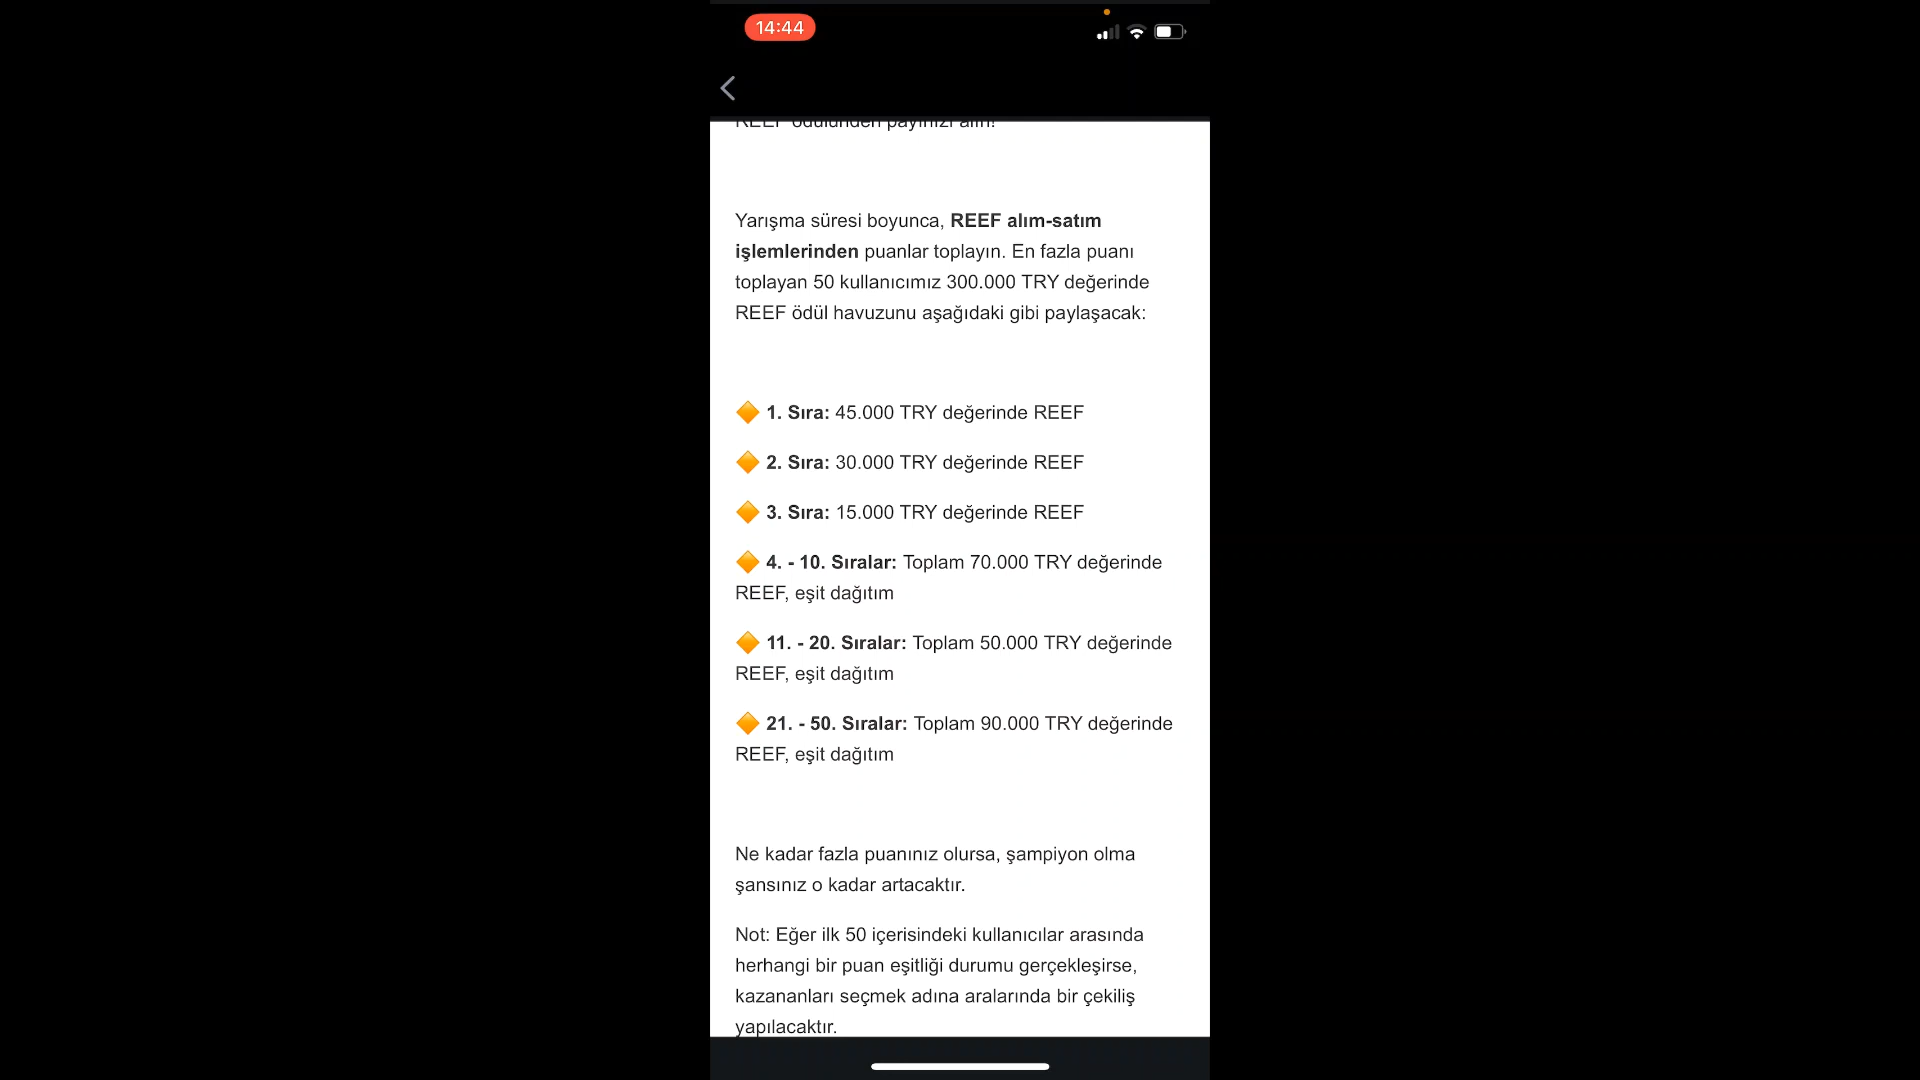 14:44
REEF ödülünden payınızı alın!
Yarışma süresi boyunca, REEF alım-satım
işlemlerinden puanlar toplayın. En fazla puanı
toplayan 50 kullanıcımız 300.000 TRY değerinde
REEF ödül havuzunu aşağıdaki gibi paylaşacak:
🔶 1. Sıra: 45.000 TRY değerinde REEF
🔶 2. Sıra: 30.000 TRY değerinde REEF
🔶 3. Sıra: 15.000 TRY değerinde REEF
🔶 4. - 10. Sıralar: Toplam 70.000 TRY değerinde
REEF, eşit dağıtım
🔶 11. - 20. Sıralar: Toplam 50.000 TRY değerinde
REEF, eşit dağıtım
🔶 21. - 50. Sıralar: Toplam 90.000 TRY değerinde
REEF, eşit dağıtım
Ne kadar fazla puanınız olursa, şampiyon olma
şansınız o kadar artacaktır.
Not: Eğer ilk 50 içerisindeki kullanıcılar arasında
herhangi bir puan eşitliği durumu gerçekleşirse,
kazananları seçmek adına aralarında bir çekiliş
yapılacaktır.